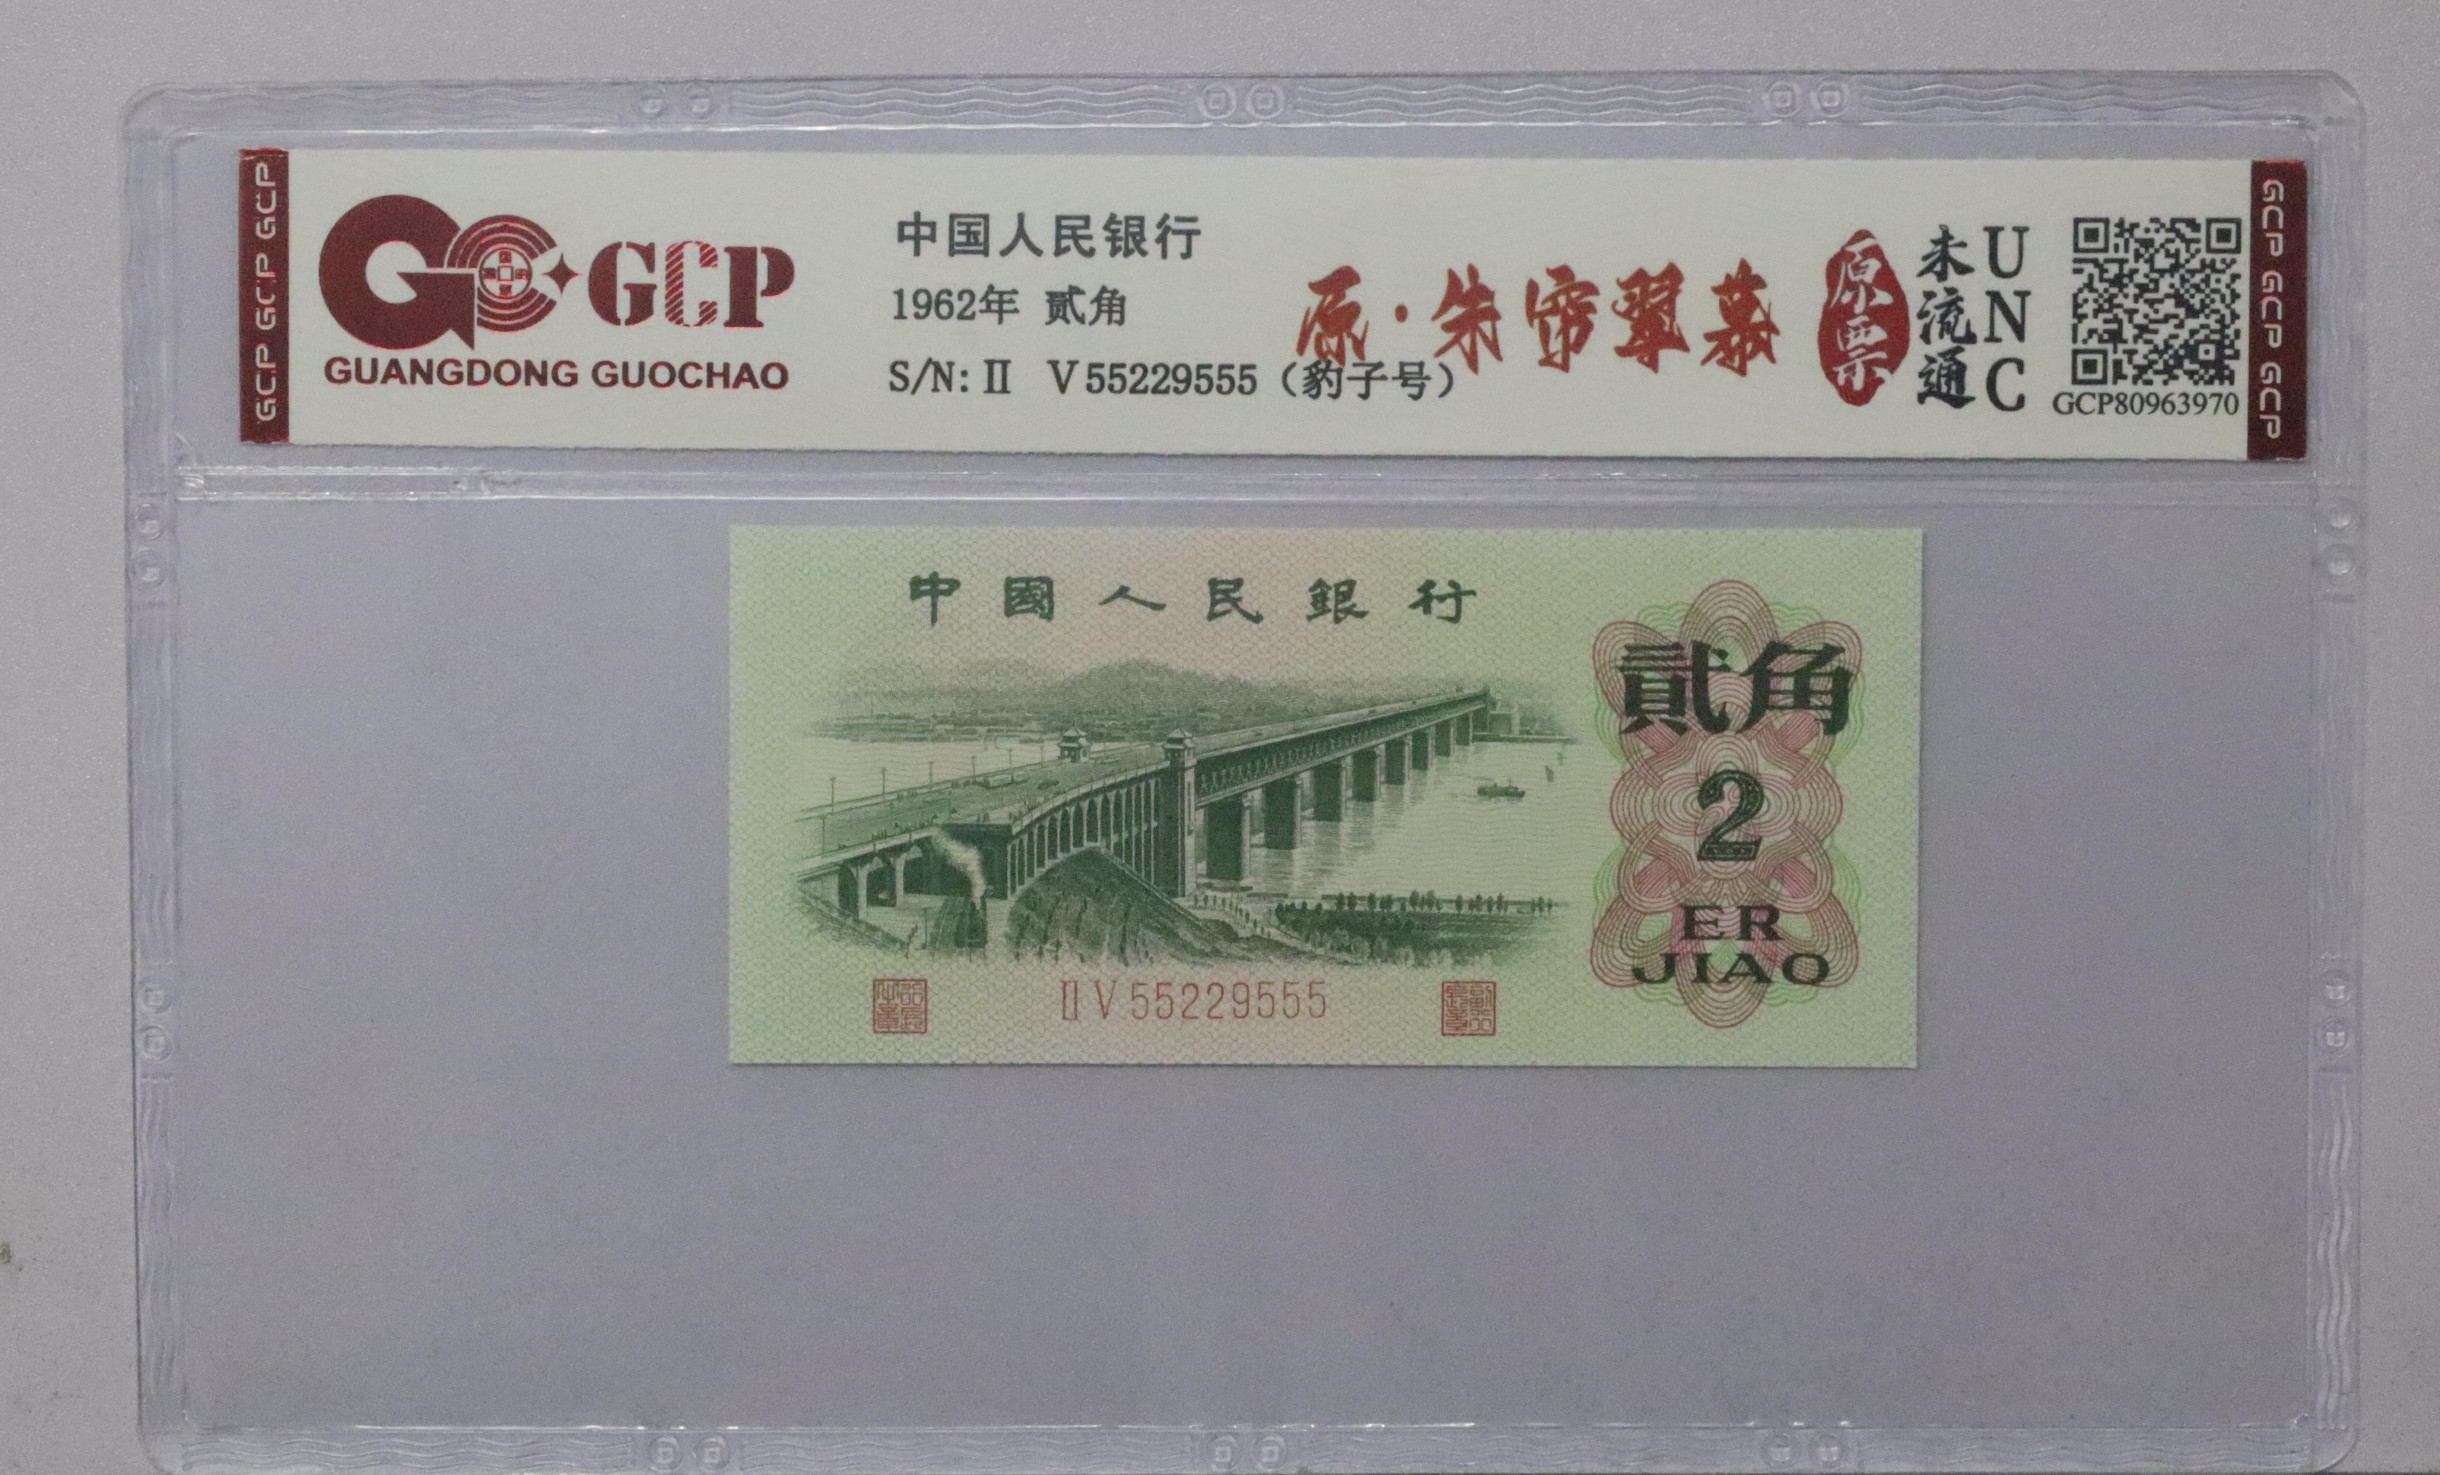 GCP GCP GCP
GCP
GUANGDONG GUOCHAO
中国人民银行
1962年 贰角
S/N: II V55229555（豹子号）
原·朱帘翠幕
原票
未流通
UNC
GCP80963970
GCP GCP GCP
中國人民銀行
貳角
2
ER
JIAO
II V 55229555